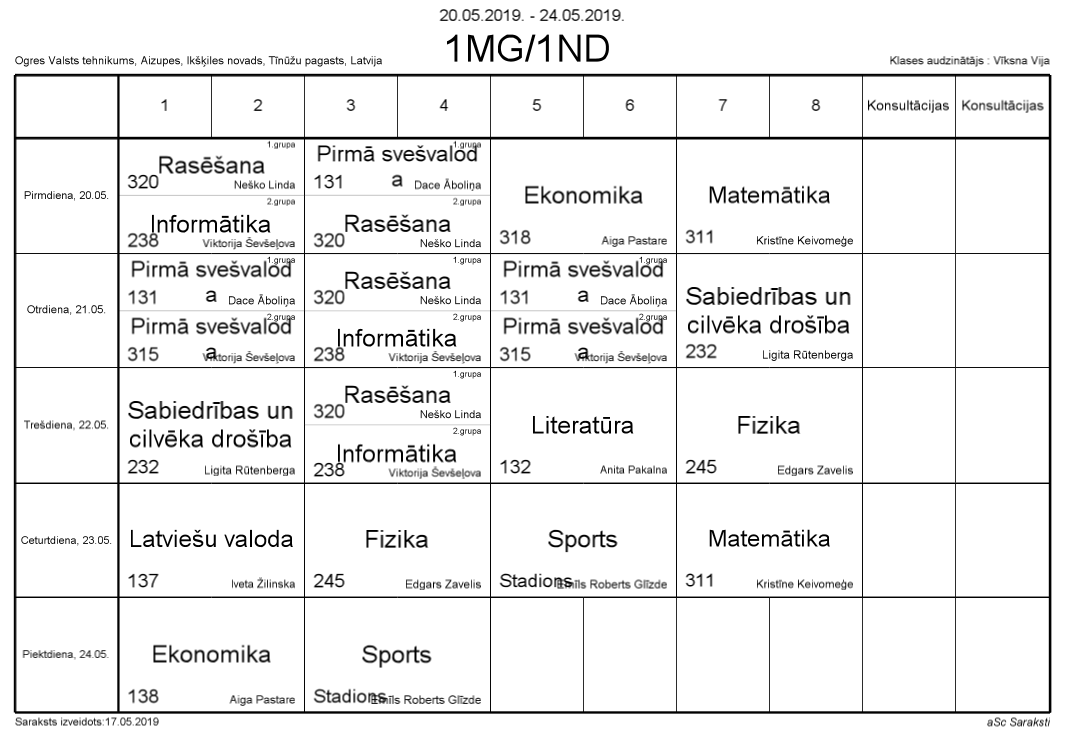 20.05.2019. - 24.05.2019.
1MG/1ND
Ogres Valsts tehnikums, Aizupes, Ikšķiles novads, Tīnūžu pagasts, Latvija
Klases audzinātājs : Vīksna Vija
1 2 3 4 5 6 7 8 Konsultācijas Konsultācijas
Pirmdiena, 20.05.
1.grupa
Rasēšana
320 Neško Linda
2.grupa
Informātika
238 Viktorija Ševšeļova
1.grupa
Pirmā svešvalod
a
131 Dace Āboliņa
2.grupa
Rasēšana
320 Neško Linda
Ekonomika
318 Aiga Pastare
Matemātika
311 Kristīne Keivomeģe
Otrdiena, 21.05.
1.grupa
Pirmā svešvalod
a
131 Dace Āboliņa
2.grupa
Pirmā svešvalod
a
315 Viktorija Ševšeļova
1.grupa
Rasēšana
320 Neško Linda
2.grupa
Informātika
238 Viktorija Ševšeļova
1.grupa
Pirmā svešvalod
a
131 Dace Āboliņa
2.grupa
Pirmā svešvalod
a
315 Viktorija Ševšeļova
Sabiedrības un
cilvēka drošība
232 Ligita Rūtenberga
Trešdiena, 22.05.
Sabiedrības un
cilvēka drošība
232 Ligita Rūtenberga
1.grupa
Rasēšana
320 Neško Linda
2.grupa
Informātika
238 Viktorija Ševšeļova
Literatūra
132 Anita Pakalna
Fizika
245 Edgars Zavelis
Ceturtdiena, 23.05.
Latviešu valoda
137 Iveta Žilinska
Fizika
245 Edgars Zavelis
Sports
Stadions Emīls Roberts Glīzde
Matemātika
311 Kristīne Keivomeģe
Piektdiena, 24.05.
Ekonomika
138 Aiga Pastare
Sports
Stadions Emīls Roberts Glīzde
Saraksts izveidots:17.05.2019
aSc Saraksti